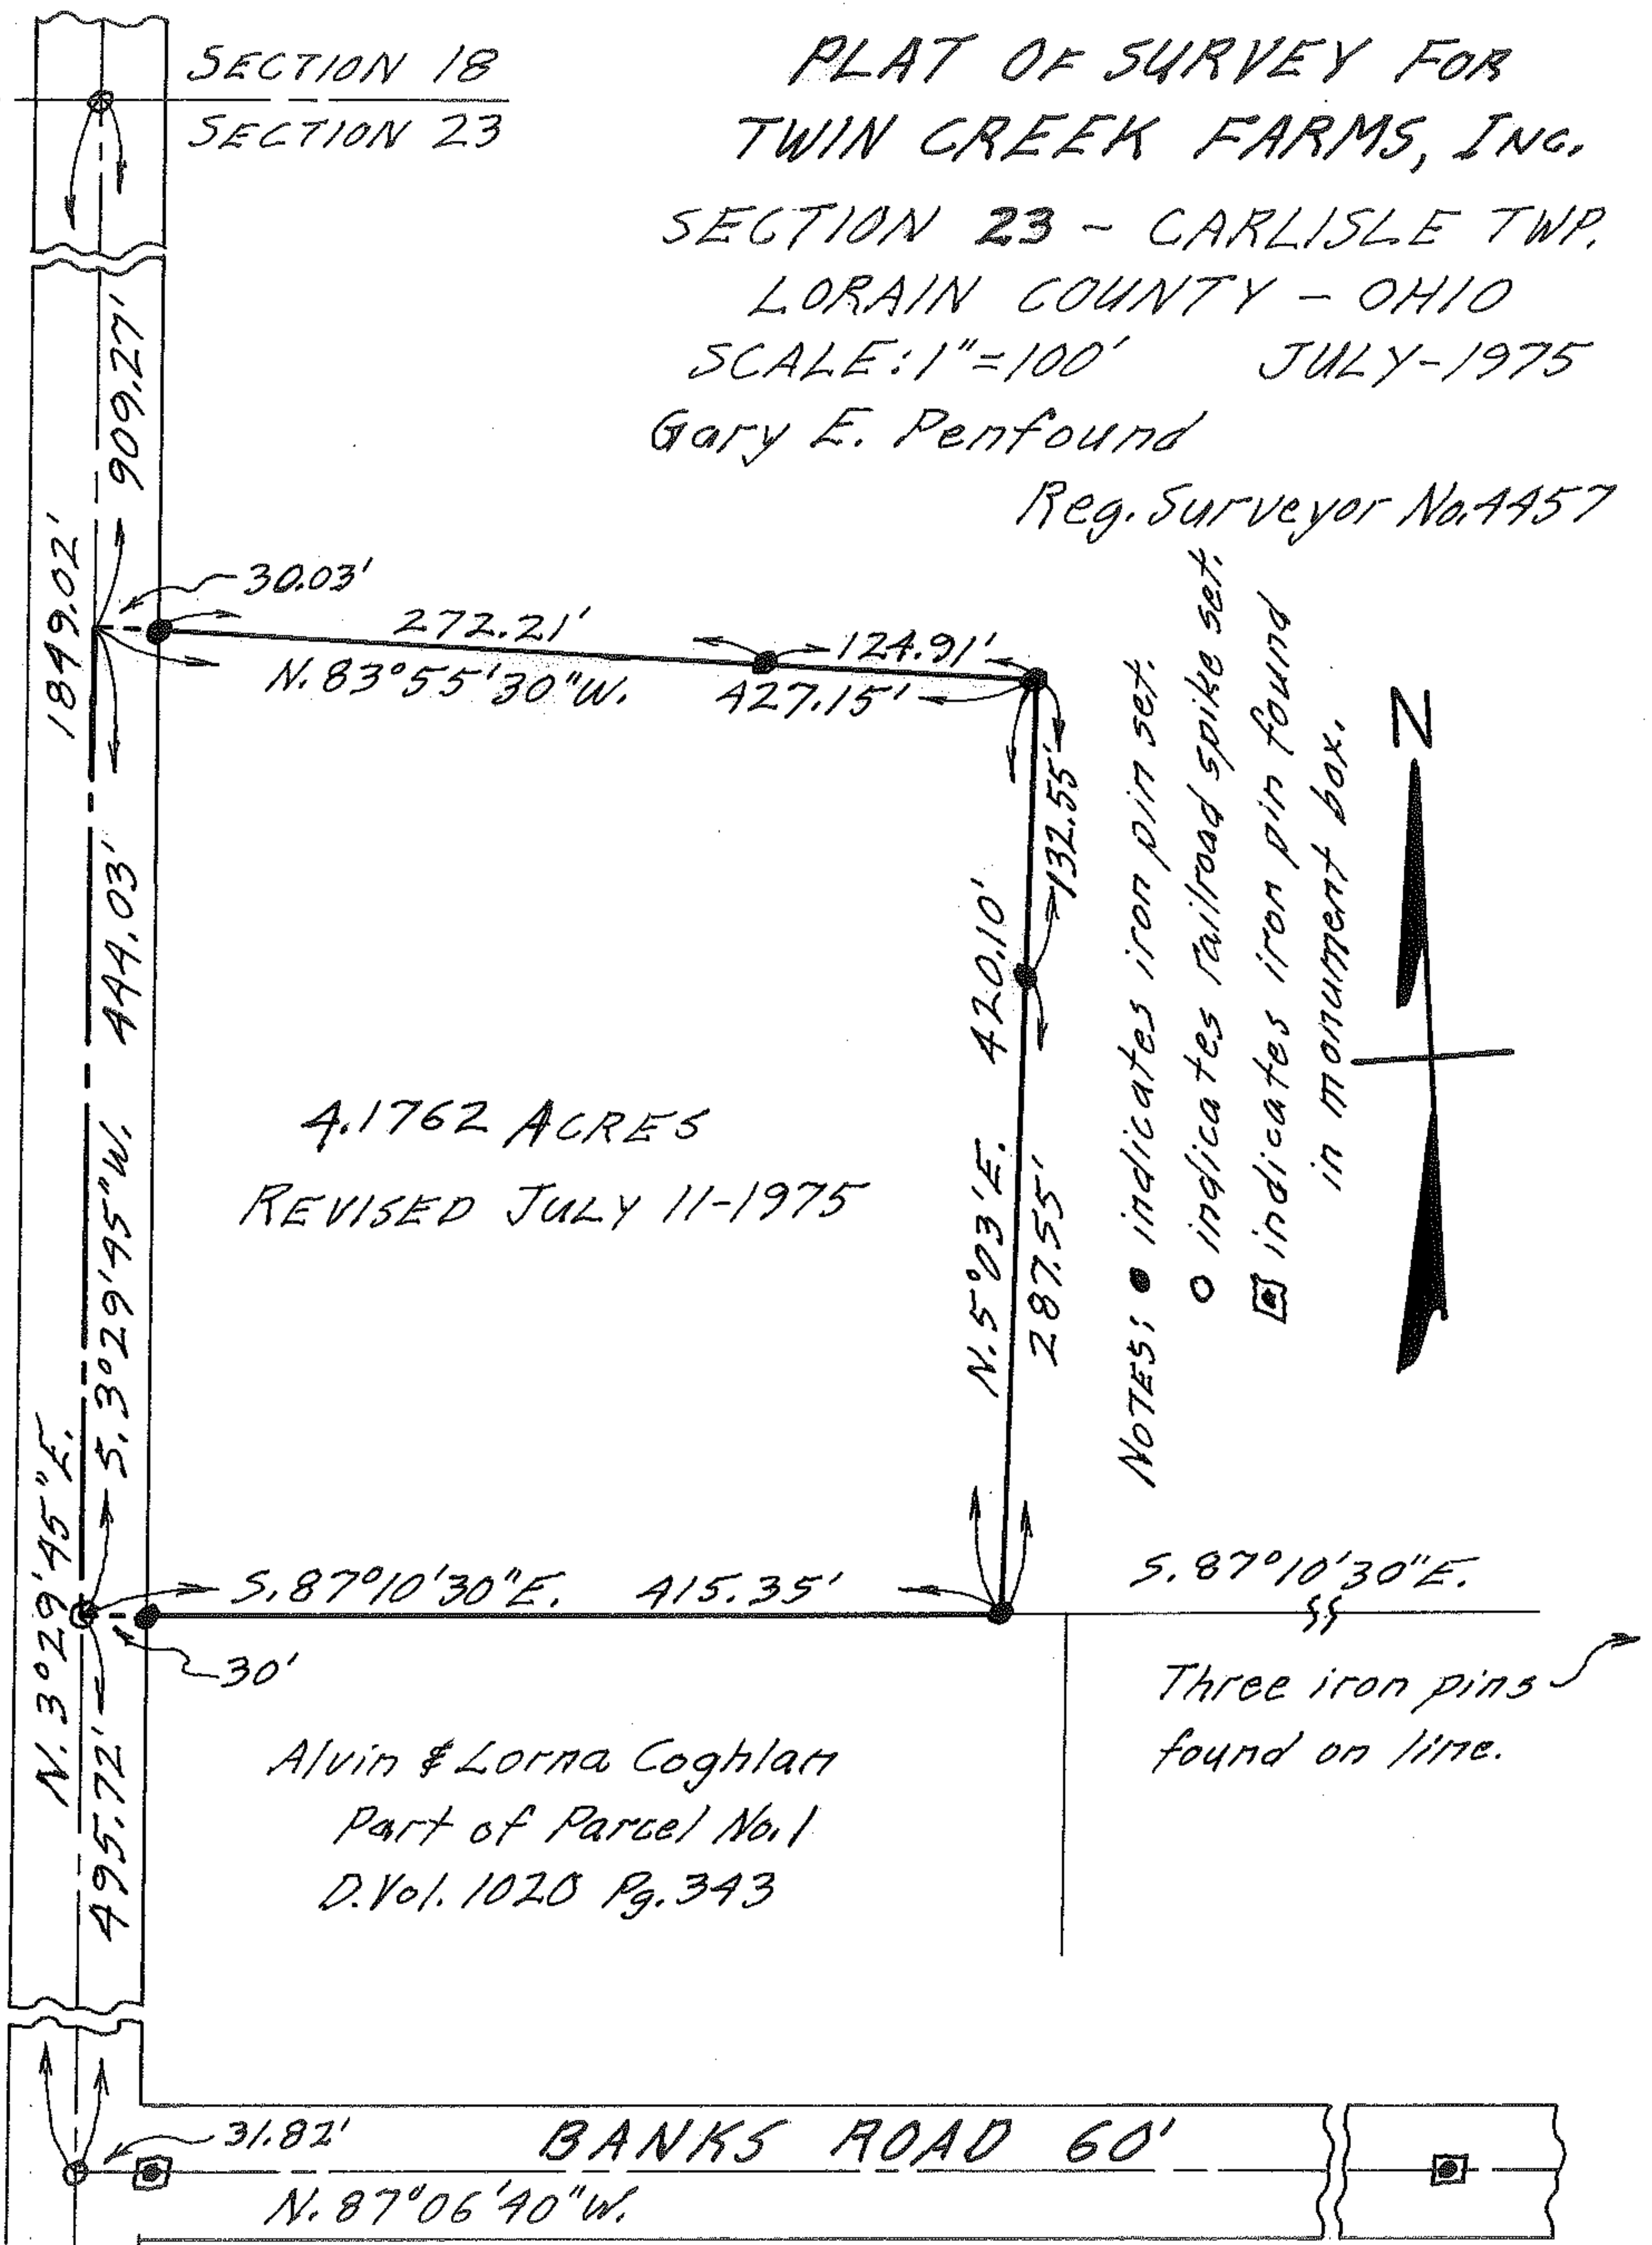 SECTION 18
SECTION 23
PLAT OF SURVEY FOR
TWIN CREEK FARMS, INC.
SECTION 23 - CARLISLE TWP.
LORAIN COUNTY - OHIO
SCALE: 1"=100' JULY-1975
Gary E. Penfound
Reg. Surveyor No. 4457
909.27'
1849.02'
30.03'
272.21'
124.91'
N. 83°55'30"W.
427.15'
132.55'
444.03'
420.10'
4.1762 ACRES
REVISED JULY 11-1975
S. 3°29'45"W.
N. 5°03'E.
287.55'
NOTES: ● indicates iron pin set.
○ indicates railroad spike set.
indicates iron pin found
in monument box.
N
N. 3°29'45"E.
S. 87°10'30"E. 415.35'
S. 87°10'30"E.
30'
495.72'
Three iron pins
found on line.
Alvin & Lorna Coghlan
Part of Parcel No. 1
D. Vol. 1020 Pg. 343
31.82'
BANKS ROAD 60'
N. 87°06'40"W.